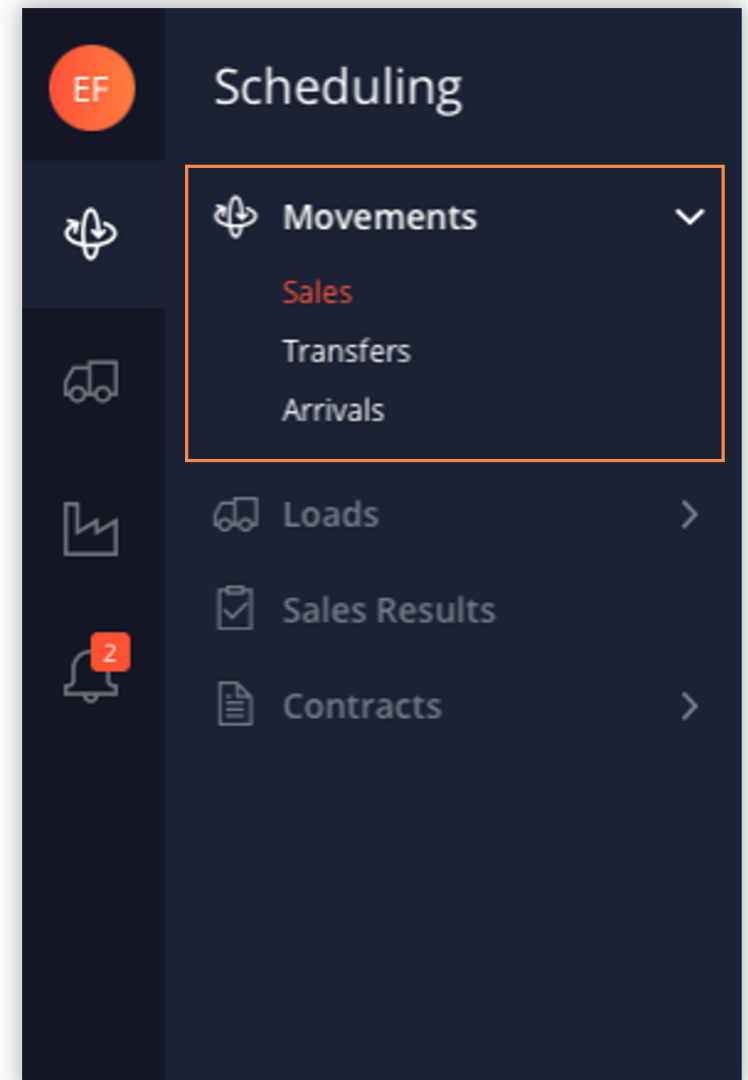 EF
Scheduling
Movements
Sales
Transfers
Arrivals
Loads
Sales Results
Contracts
2